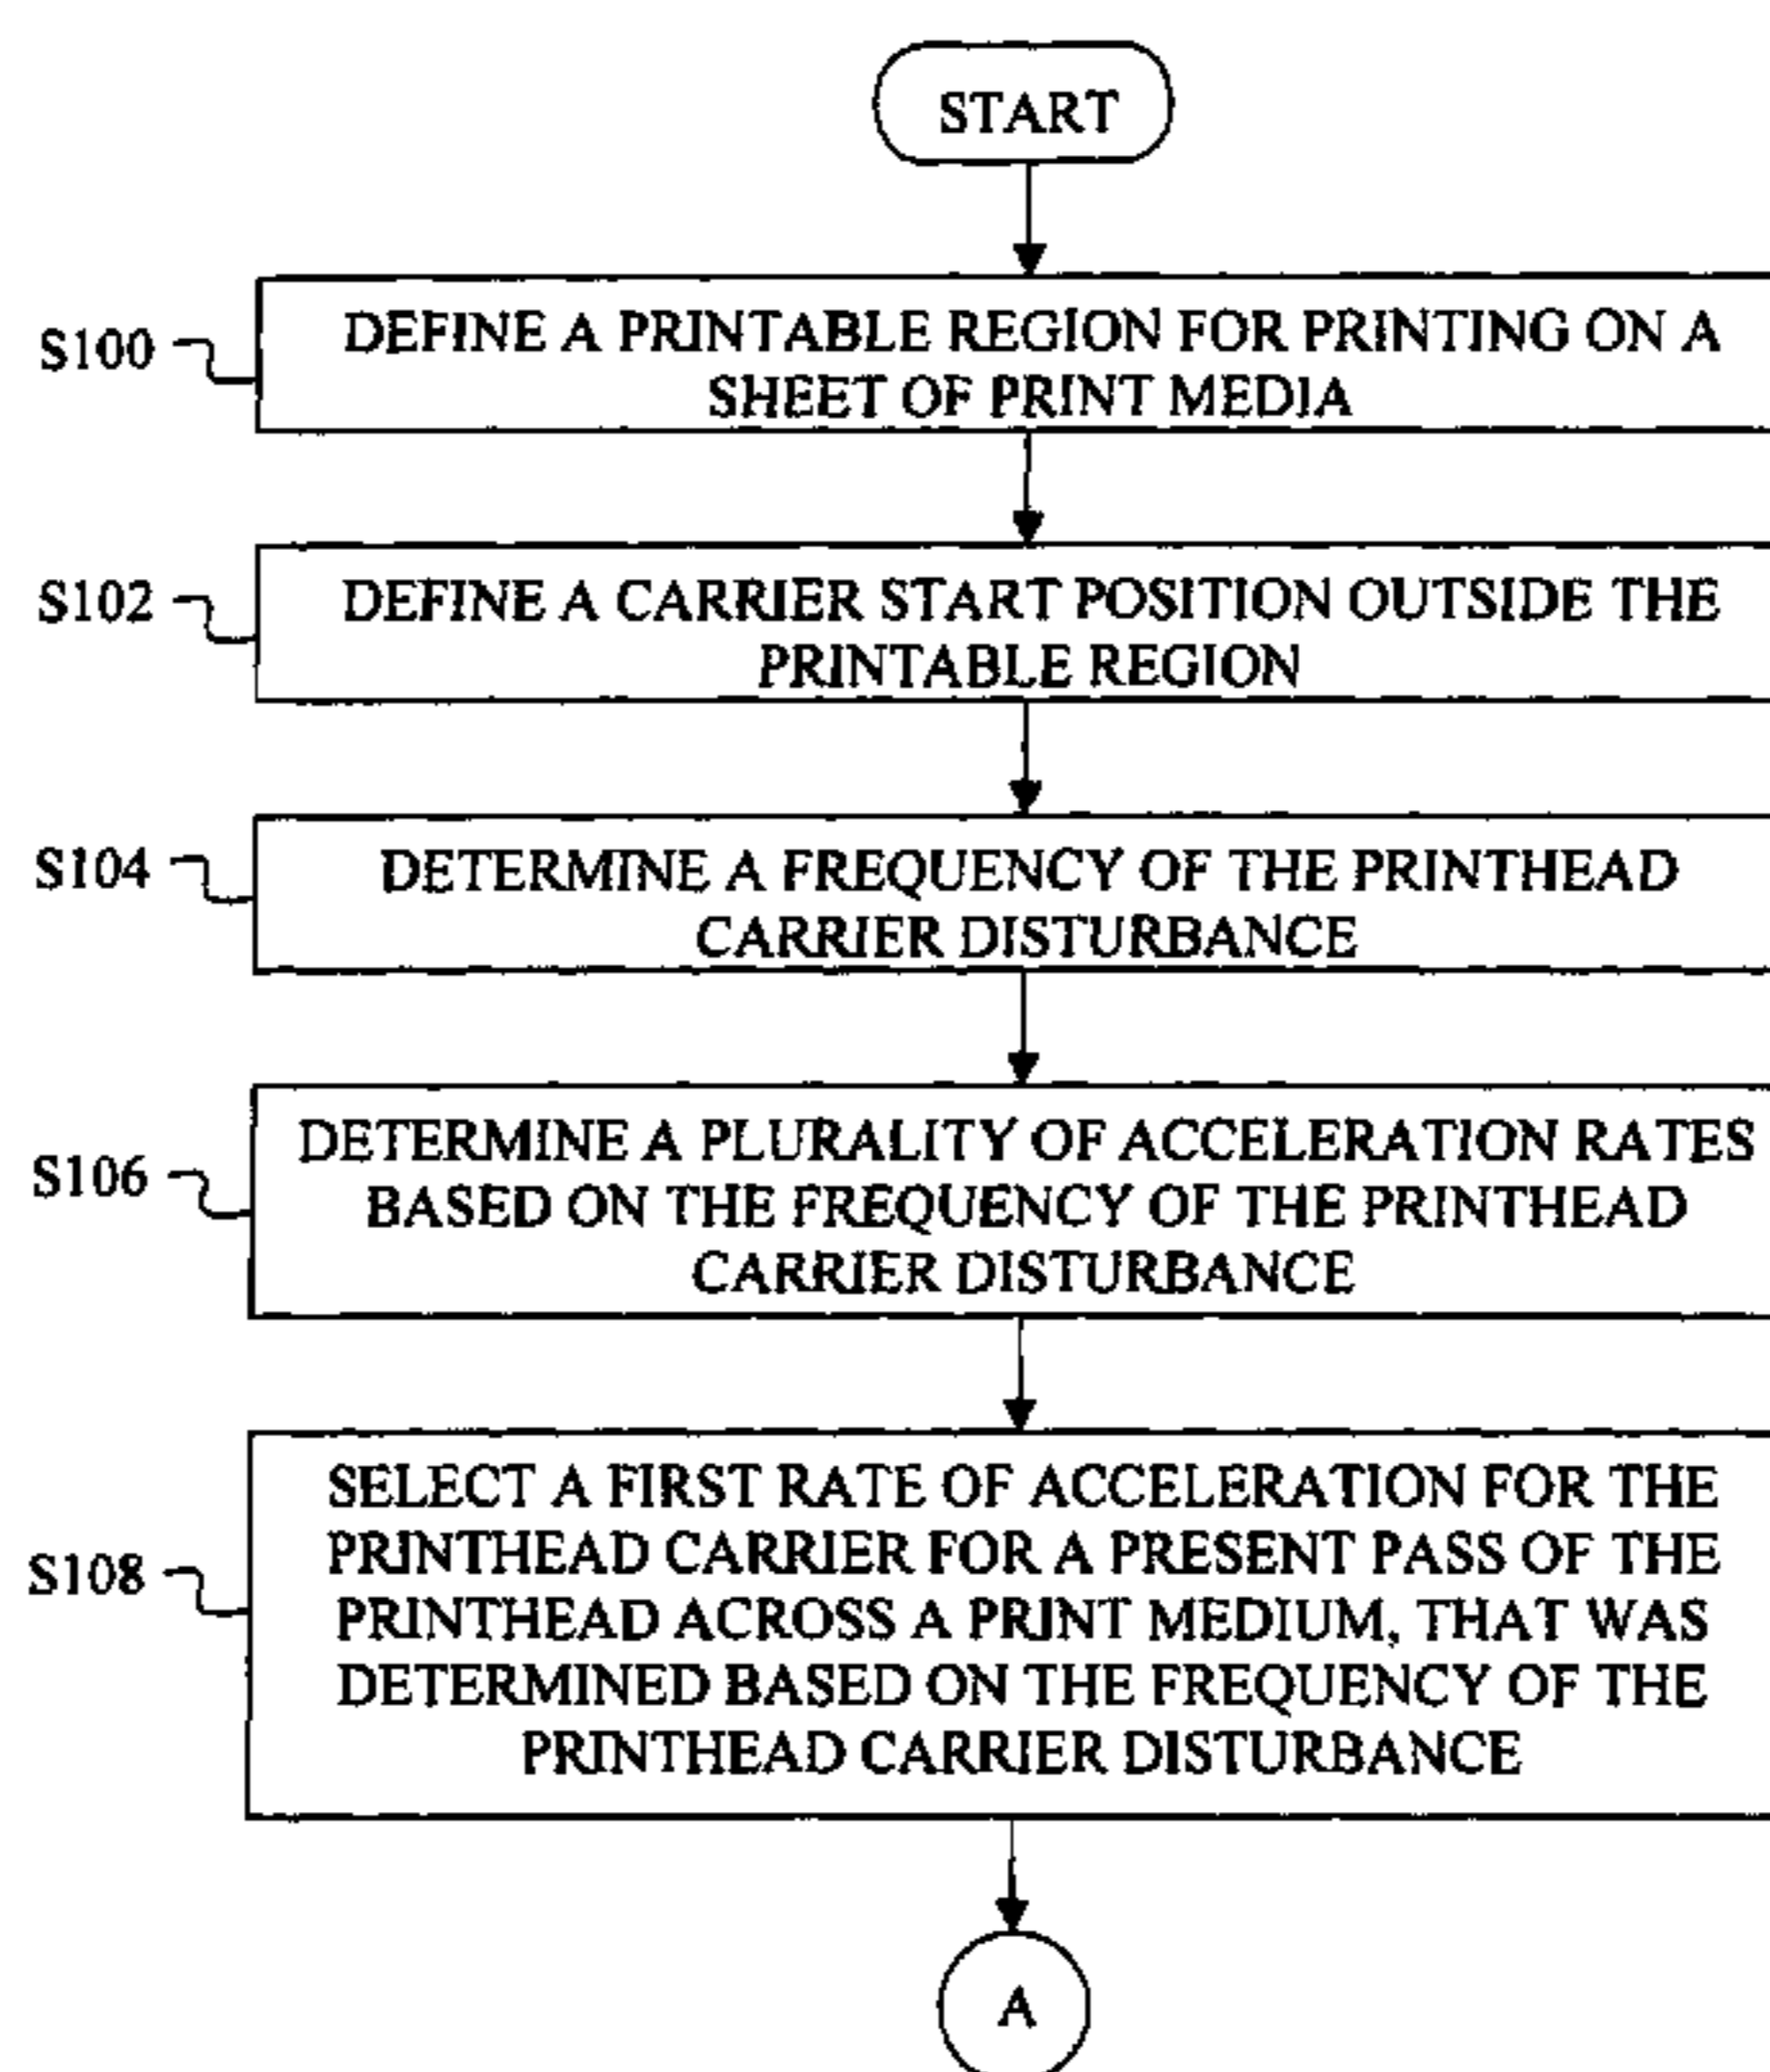 START
S100
DEFINE A PRINTABLE REGION FOR PRINTING ON A
SHEET OF PRINT MEDIA
S102
DEFINE A CARRIER START POSITION OUTSIDE THE
PRINTABLE REGION
S104
DETERMINE A FREQUENCY OF THE PRINTHEAD
CARRIER DISTURBANCE
S106
DETERMINE A PLURALITY OF ACCELERATION RATES
BASED ON THE FREQUENCY OF THE PRINTHEAD
CARRIER DISTURBANCE
S108
SELECT A FIRST RATE OF ACCELERATION FOR THE
PRINTHEAD CARRIER FOR A PRESENT PASS OF THE
PRINTHEAD ACROSS A PRINT MEDIUM, THAT WAS
DETERMINED BASED ON THE FREQUENCY OF THE
PRINTHEAD CARRIER DISTURBANCE
A